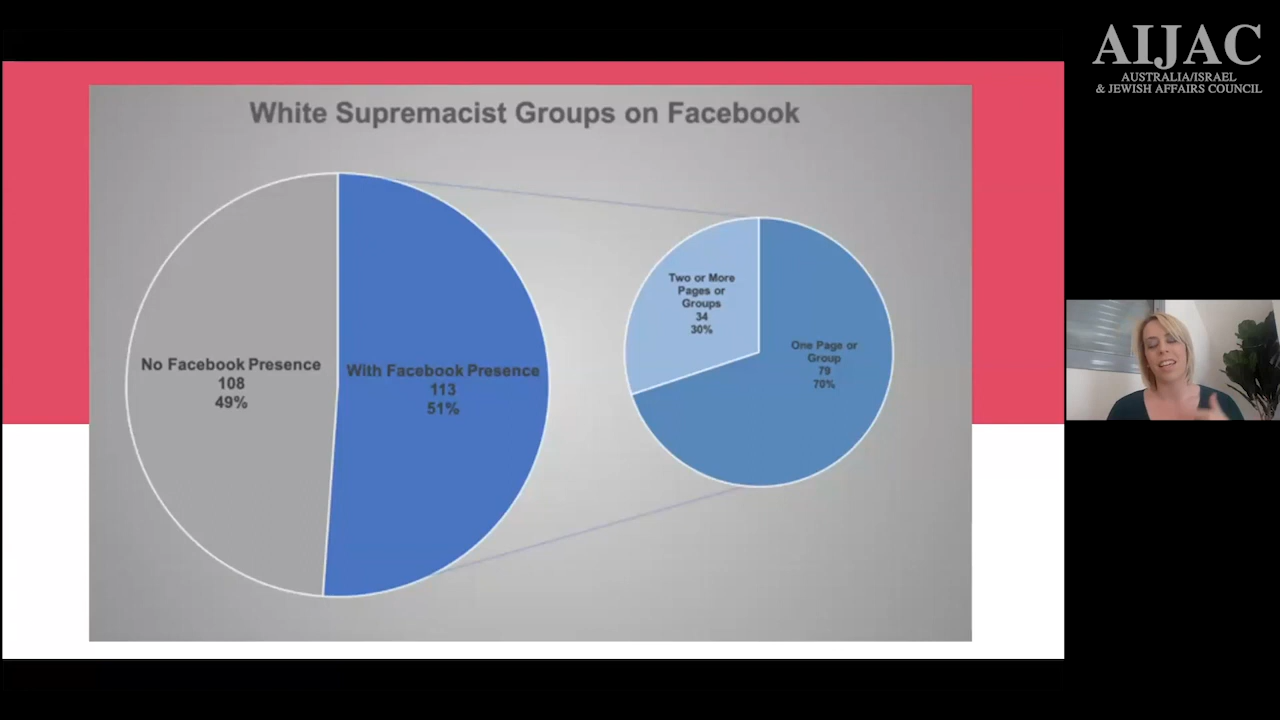 AIJAC
AUSTRALIA/ISRAEL
& JEWISH AFFAIRS COUNCIL
White Supremacist Groups on Facebook
No Facebook Presence
108
49%
With Facebook Presence
113
51%
Two or More
Pages or
Groups
34
30%
One Page or
Group
79
70%